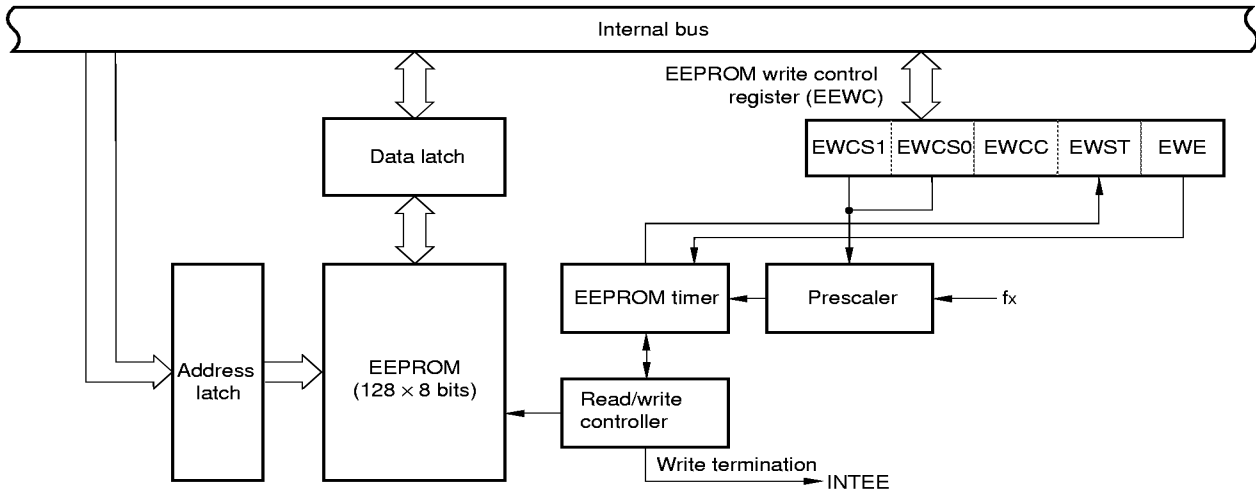 Internal bus
EEPROM write control
register (EEWC)
EWCS1 EWCS0 EWCC EWST EWE
Data latch
EEPROM timer
Prescaler
fx
Address
latch
EEPROM
(128 × 8 bits)
Read/write
controller
Write termination
INTEE